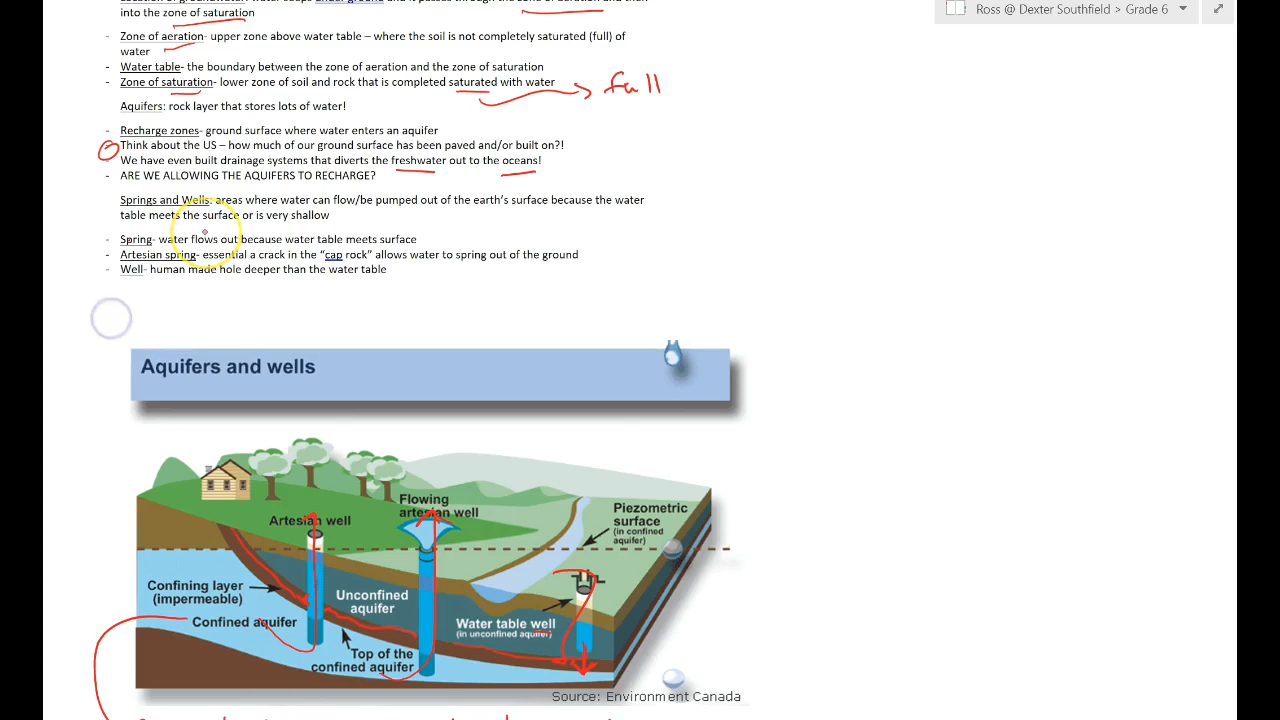 Ross @ Dexter Southfield > Grade 6
into the zone of saturation
- Zone of aeration- upper zone above water table – where the soil is not completely saturated (full) of
water
- Water table- the boundary between the zone of aeration and the zone of saturation
- Zone of saturation- lower zone of soil and rock that is completed saturated with water
full
Aquifers: rock layer that stores lots of water!
- Recharge zones- ground surface where water enters an aquifer
- Think about the US – how much of our ground surface has been paved and/or built on?!
- We have even built drainage systems that diverts the freshwater out to the oceans!
- ARE WE ALLOWING THE AQUIFERS TO RECHARGE?
Springs and Wells: areas where water can flow/be pumped out of the earth's surface because the water
table meets the surface or is very shallow
- Spring- water flows out because water table meets surface
- Artesian spring- essential a crack in the "cap rock" allows water to spring out of the ground
- Well- human made hole deeper than the water table
Aquifers and wells
Artesian well
Flowing
artesian well
Piezometric
surface
(in confined
aquifer)
Confining layer
(impermeable)
Unconfined
aquifer
Confined aquifer
Water table well
(in unconfined aquifer)
Top of the
confined aquifer
Source: Environment Canada